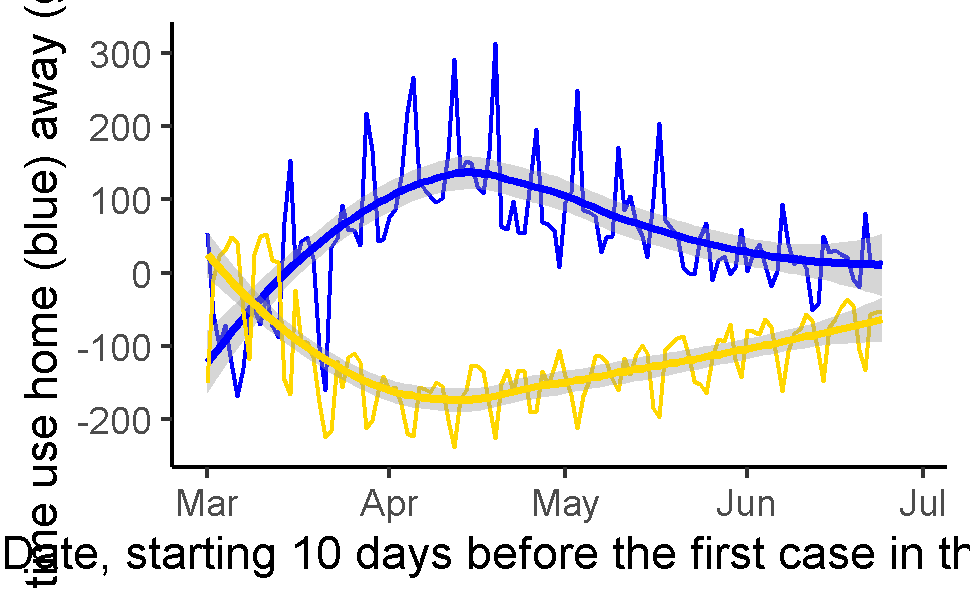 time use home (blue) away (
300
200
100
0
-100
-200
Mar Apr May Jun Jul
Date, starting 10 days before the first case in th